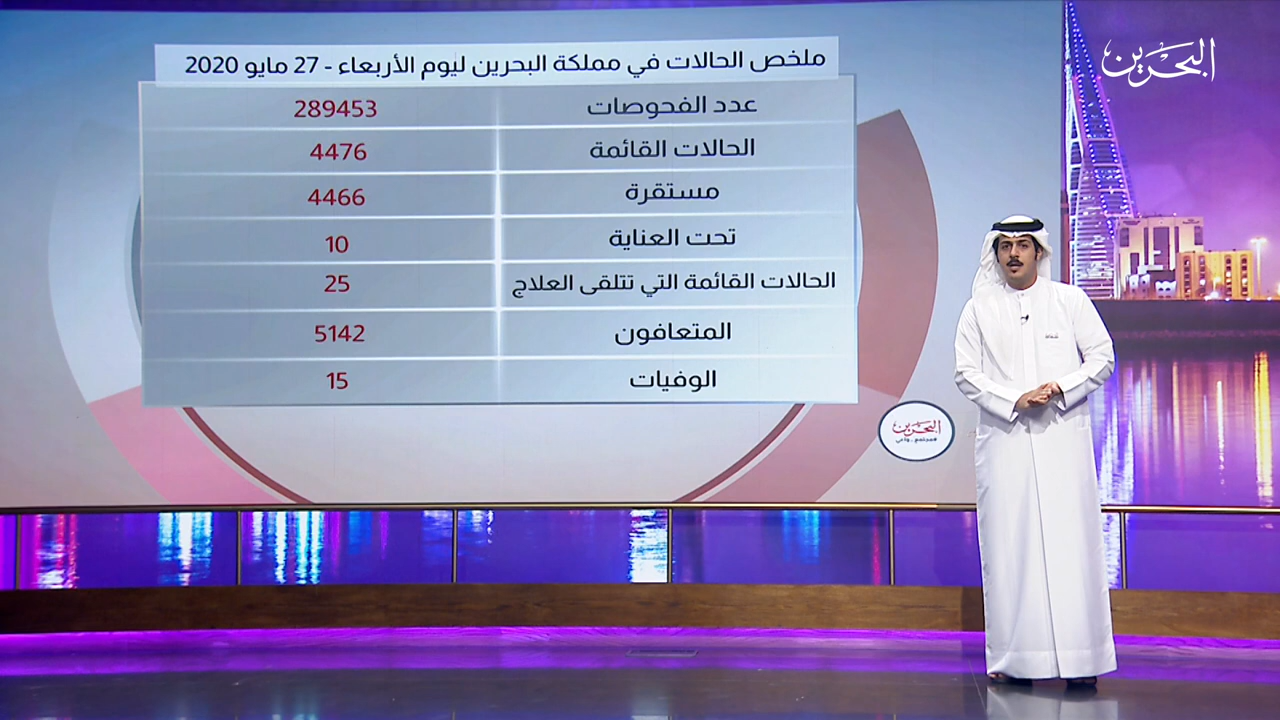 البحرين
ملخص الحالات في مملكة البحرين ليوم الأربعاء - 27 مايو 2020
عدد الفحوصات 289453
الحالات القائمة 4476
مستقرة 4466
تحت العناية 10
الحالات القائمة التي تتلقى العلاج 25
المتعافون 5142
الوفيات 15
البحرين
#مجتمع_واعي